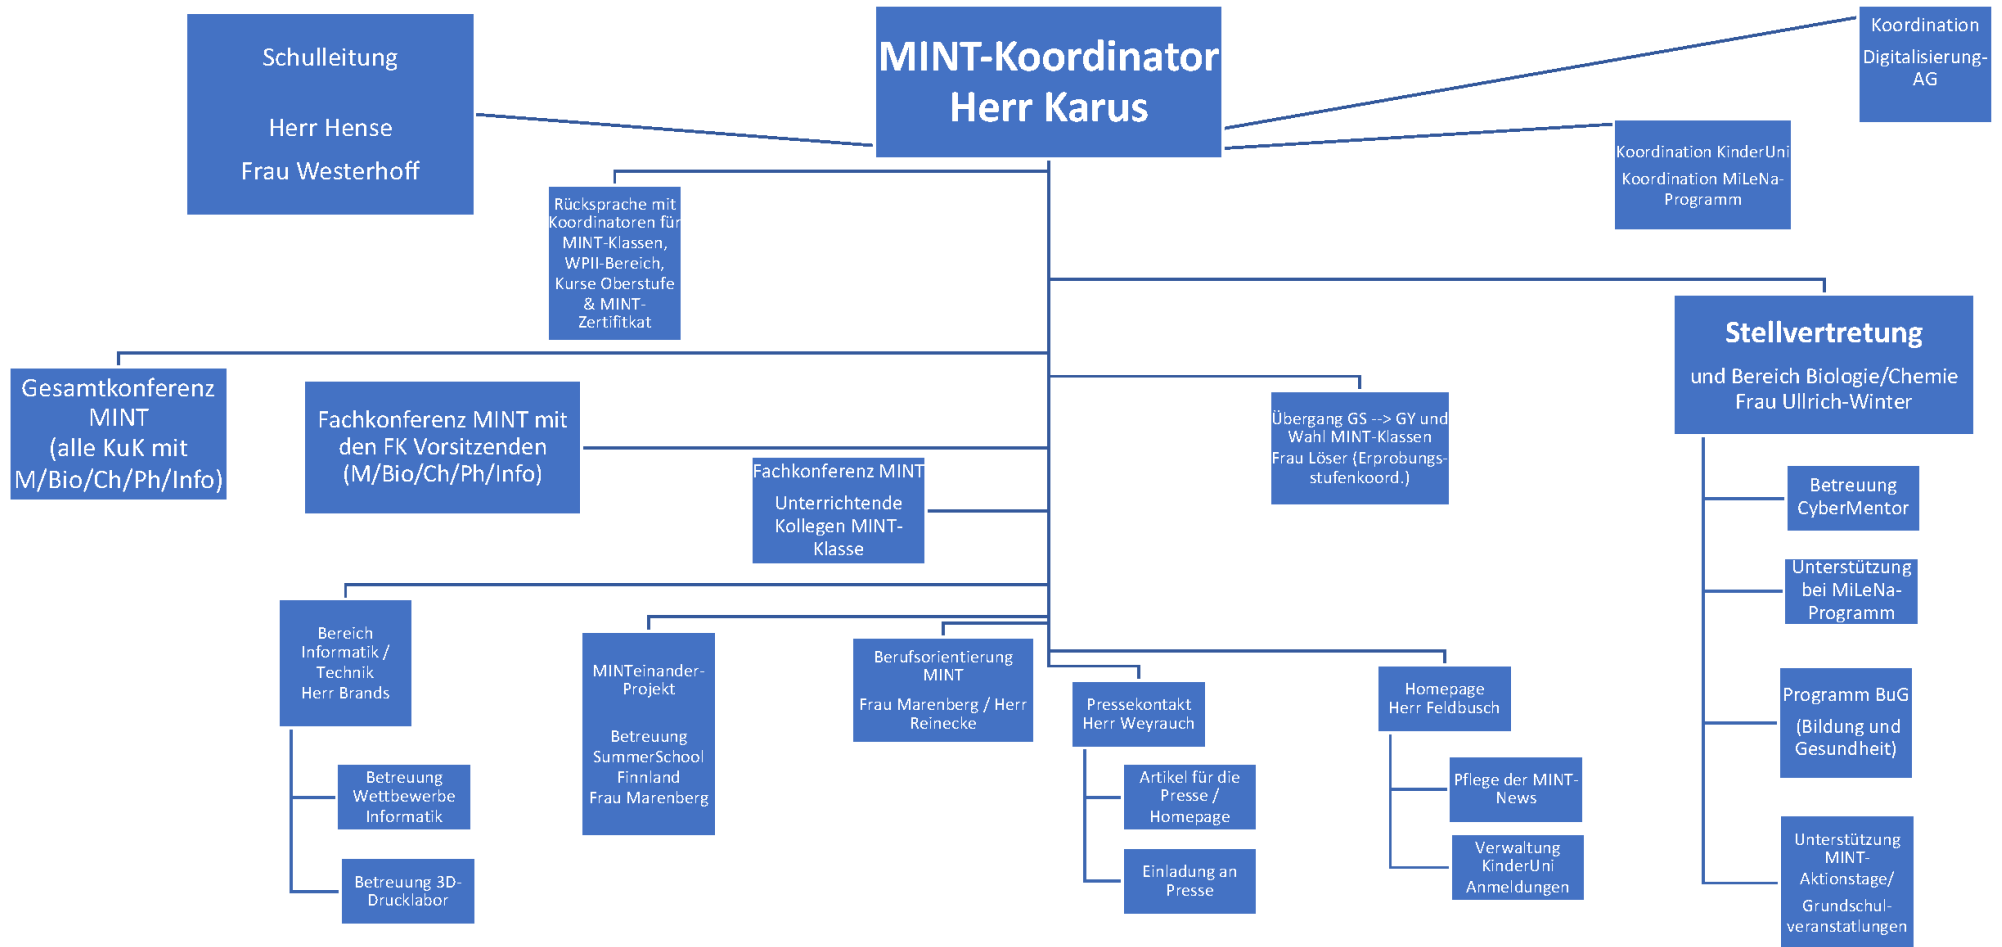 Schulleitung
Herr Hense
Frau Westerhoff
MINT-Koordinator
Herr Karus
Koordination
Digitalisierung-
AG
Koordination KinderUni
Koordination MiLeNa-
Programm
Rücksprache mit
Koordinatoren für
MINT-Klassen,
WPII-Bereich,
Kurse Oberstufe
& MINT-
Zertifitkat
Stellvertretung
und Bereich Biologie/Chemie
Frau Ullrich-Winter
Gesamtkonferenz
MINT
(alle KuK mit
M/Bio/Ch/Ph/Info)
Fachkonferenz MINT mit
den FK Vorsitzenden
(M/Bio/Ch/Ph/Info)
Übergang GS --> GY und
Wahl MINT-Klassen
Frau Löser (Erprobungs-
stufenkoord.)
Fachkonferenz MINT
Unterrichtende
Kollegen MINT-
Klasse
Betreuung
CyberMentor
Unterstützung
bei MiLeNa-
Programm
Programm BuG
(Bildung und
Gesundheit)
Unterstützung
MINT-
Aktionstage/
Grundschul-
veranstatlungen
Bereich
Informatik /
Technik
Herr Brands
Betreuung
Wettbewerbe
Informatik
Betreuung 3D-
Drucklabor
MINTeinander-
Projekt
Betreuung
SummerSchool
Finnland
Frau Marenberg
Berufsorientierung
MINT
Frau Marenberg / Herr
Reinecke
Pressekontakt
Herr Weyrauch
Artikel für die
Presse /
Homepage
Einladung an
Presse
Homepage
Herr Feldbusch
Pflege der MINT-
News
Verwaltung
KinderUni
Anmeldungen